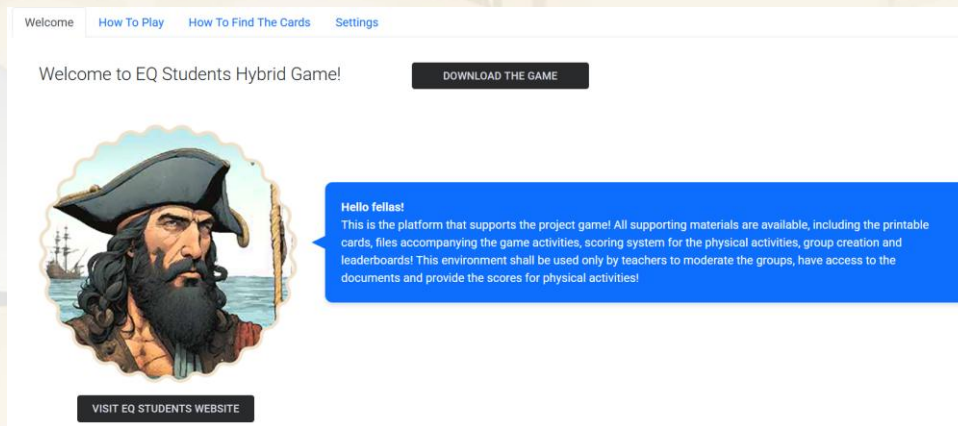 Welcome How To Play How To Find The Cards Settings
Welcome to EQ Students Hybrid Game!
DOWNLOAD THE GAME
Hello fellas!
This is the platform that supports the project game! All supporting materials are available, including the printable
cards, files accompanying the game activities, scoring system for the physical activities, group creation and
leaderboards! This environment shall be used only by teachers to moderate the groups, have access to the
documents and provide the scores for physical activities!
VISIT EQ STUDENTS WEBSITE